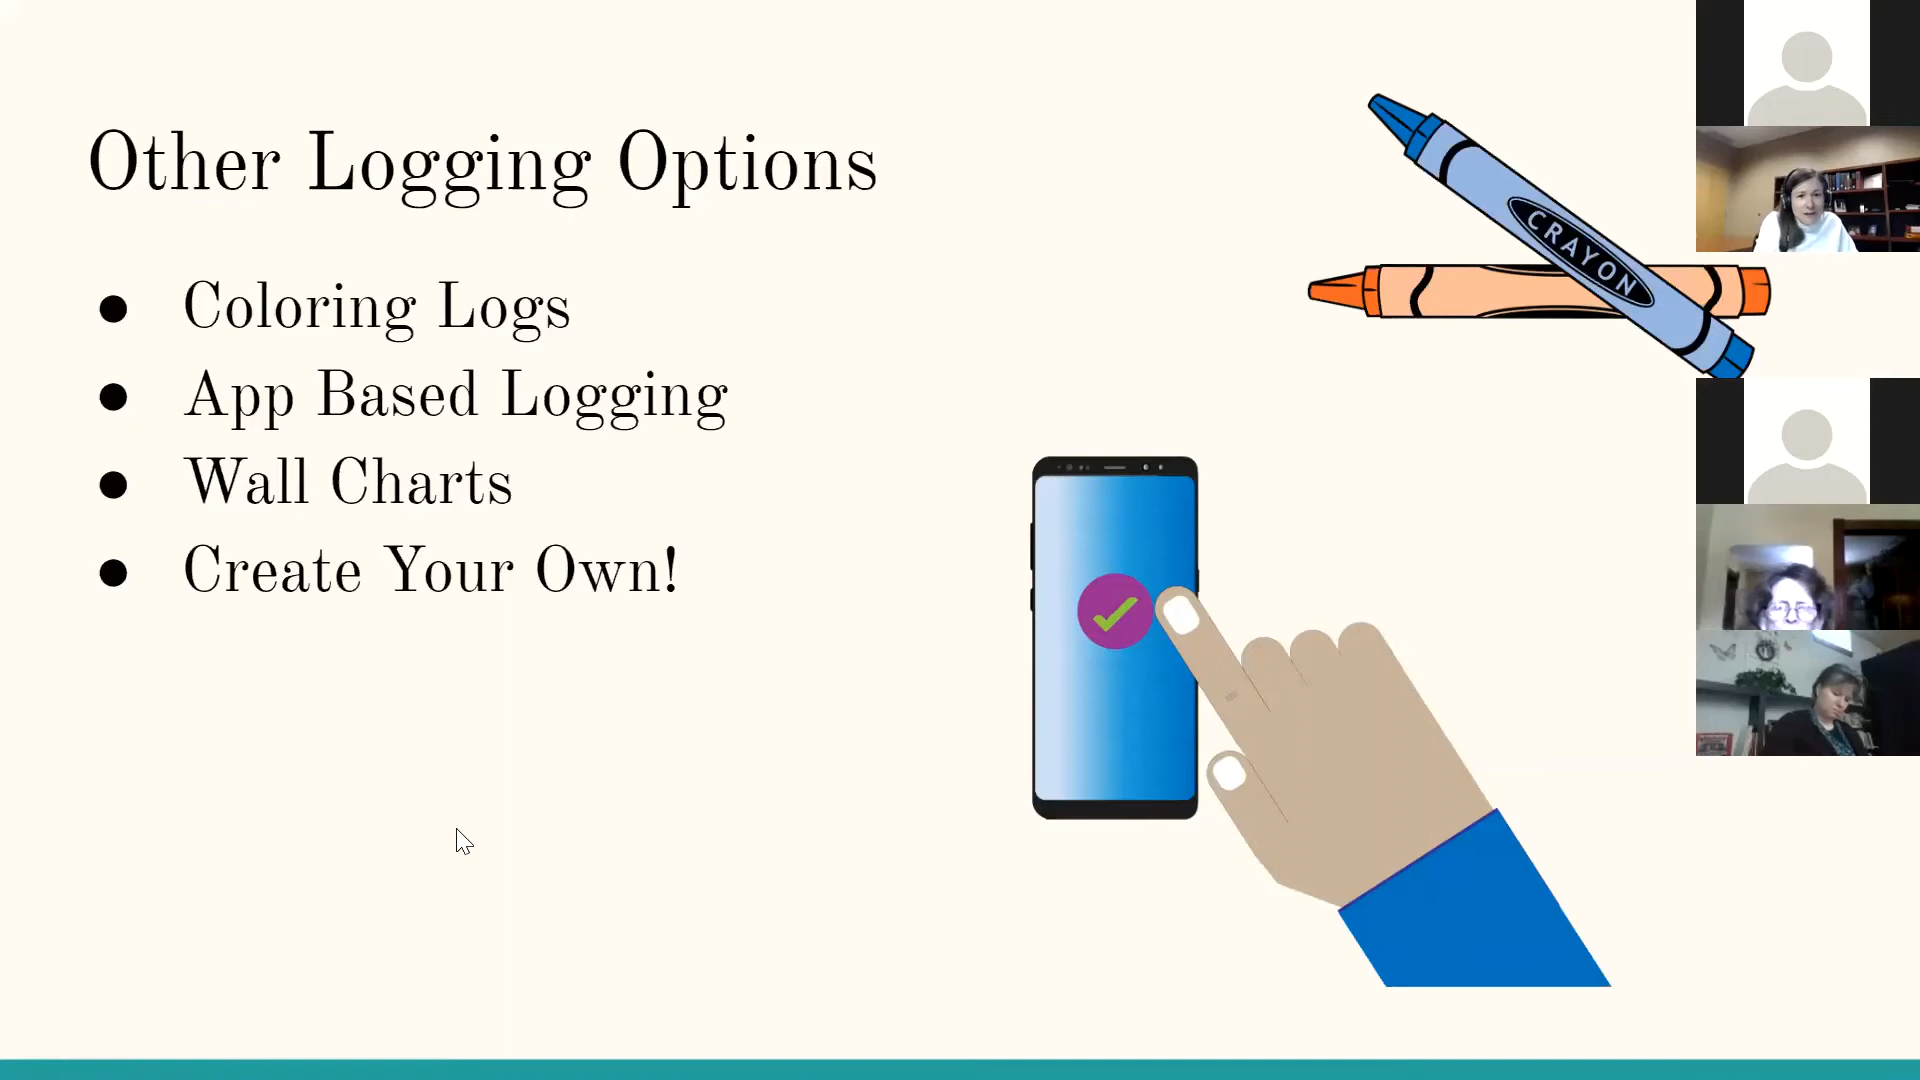 Other Logging Options
● Coloring Logs
● App Based Logging
● Wall Charts
● Create Your Own!
CRAYON